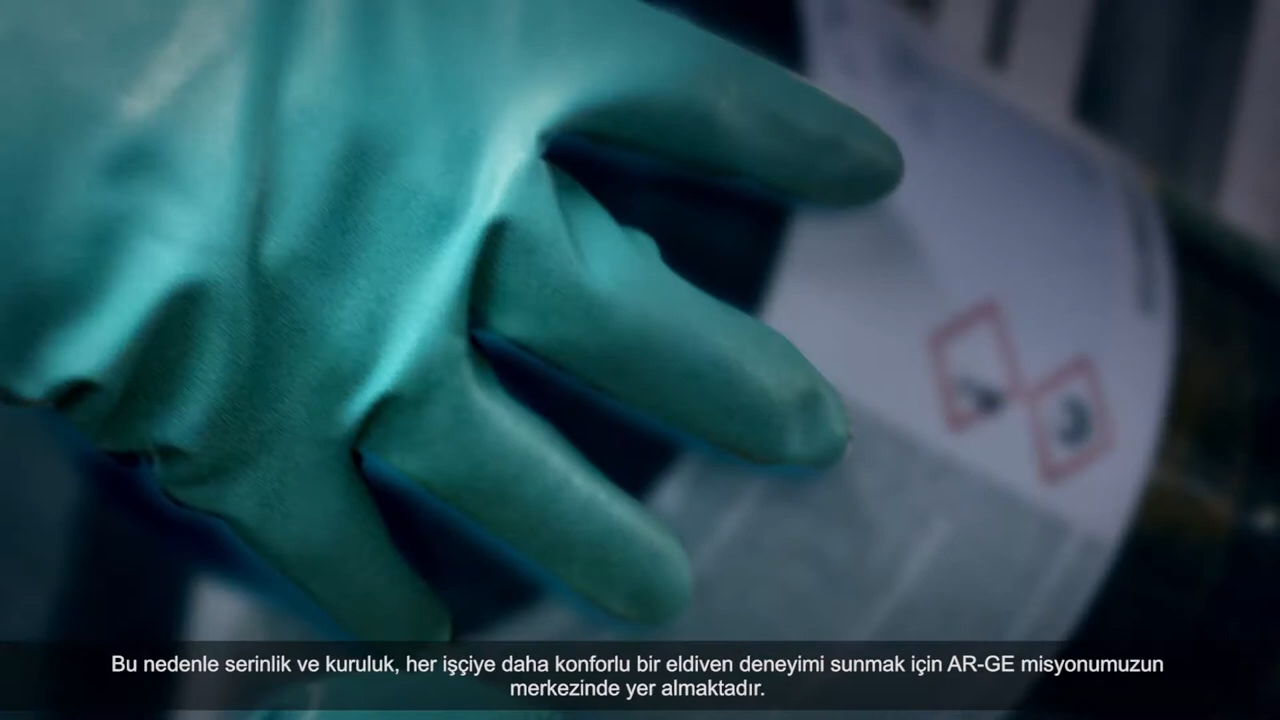 Bu nedenle serinlik ve kuruluk, her işçiye daha konforlu bir eldiven deneyimi sunmak için AR-GE misyonumuzun
merkezinde yer almaktadır.